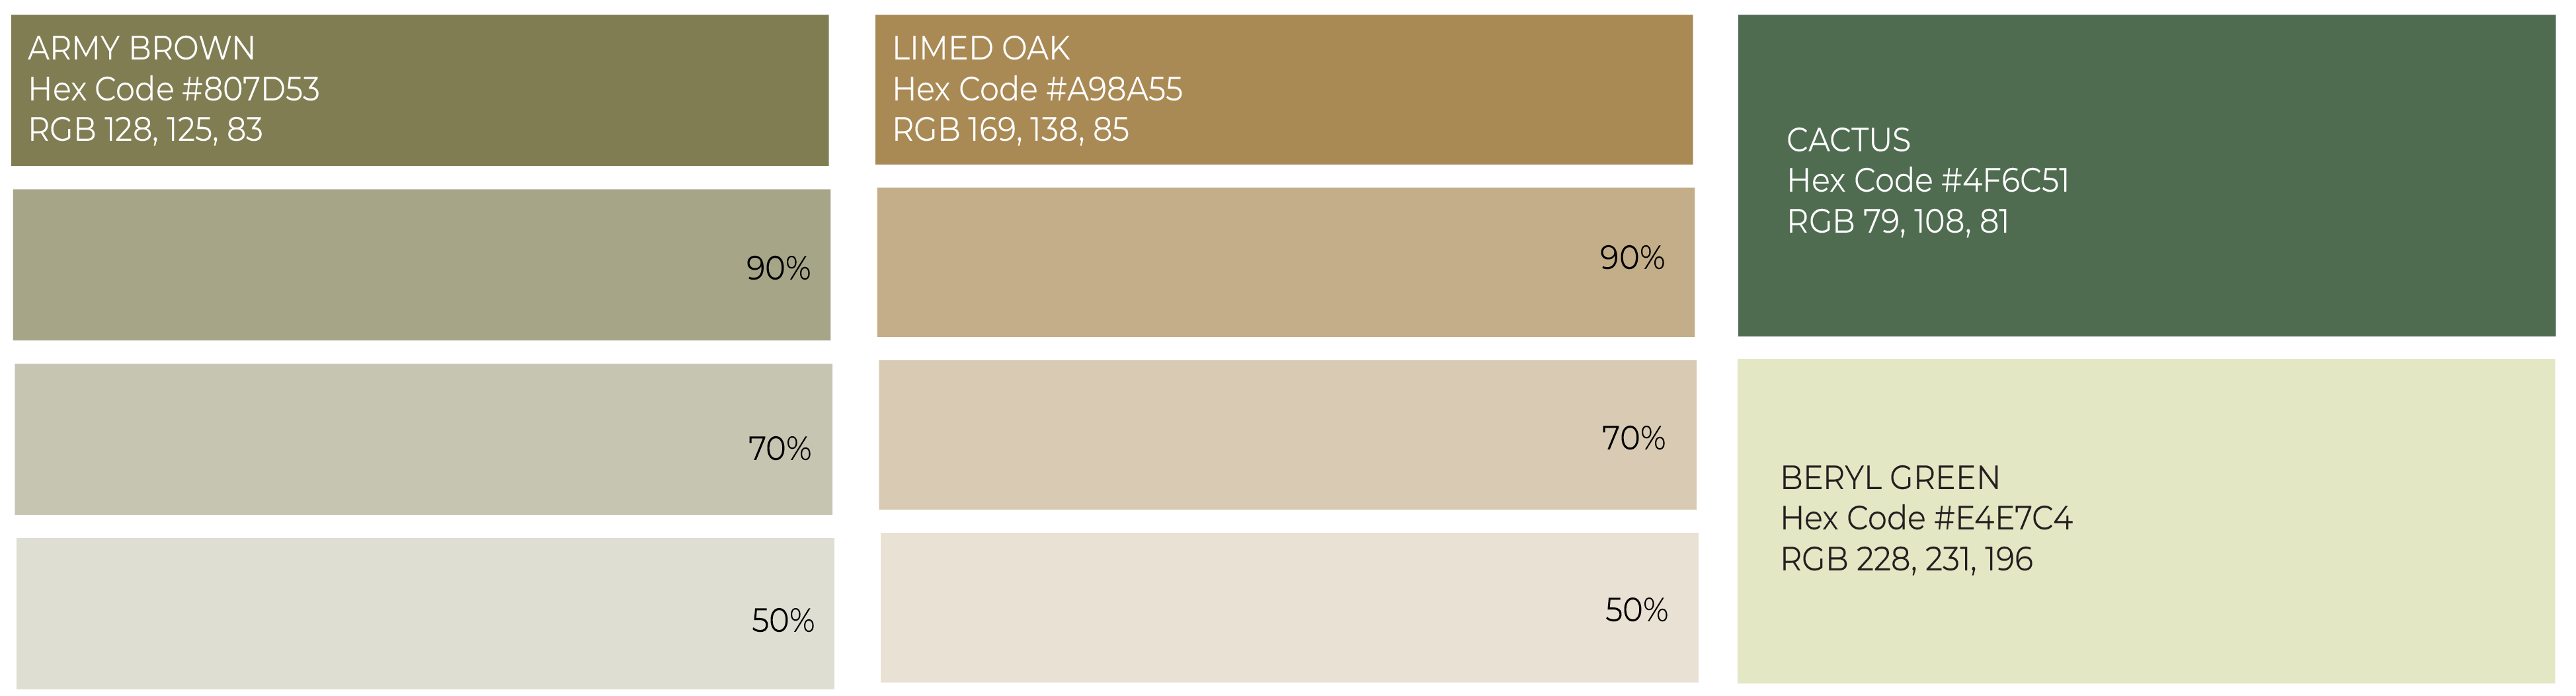 ARMY BROWN
Hex Code #807D53
RGB 128, 125, 83
90%
70%
50%
LIMED OAK
Hex Code #A98A55
RGB 169, 138, 85
90%
70%
50%
CACTUS
Hex Code #4F6C51
RGB 79, 108, 81
BERYL GREEN
Hex Code #E4E7C4
RGB 228, 231, 196